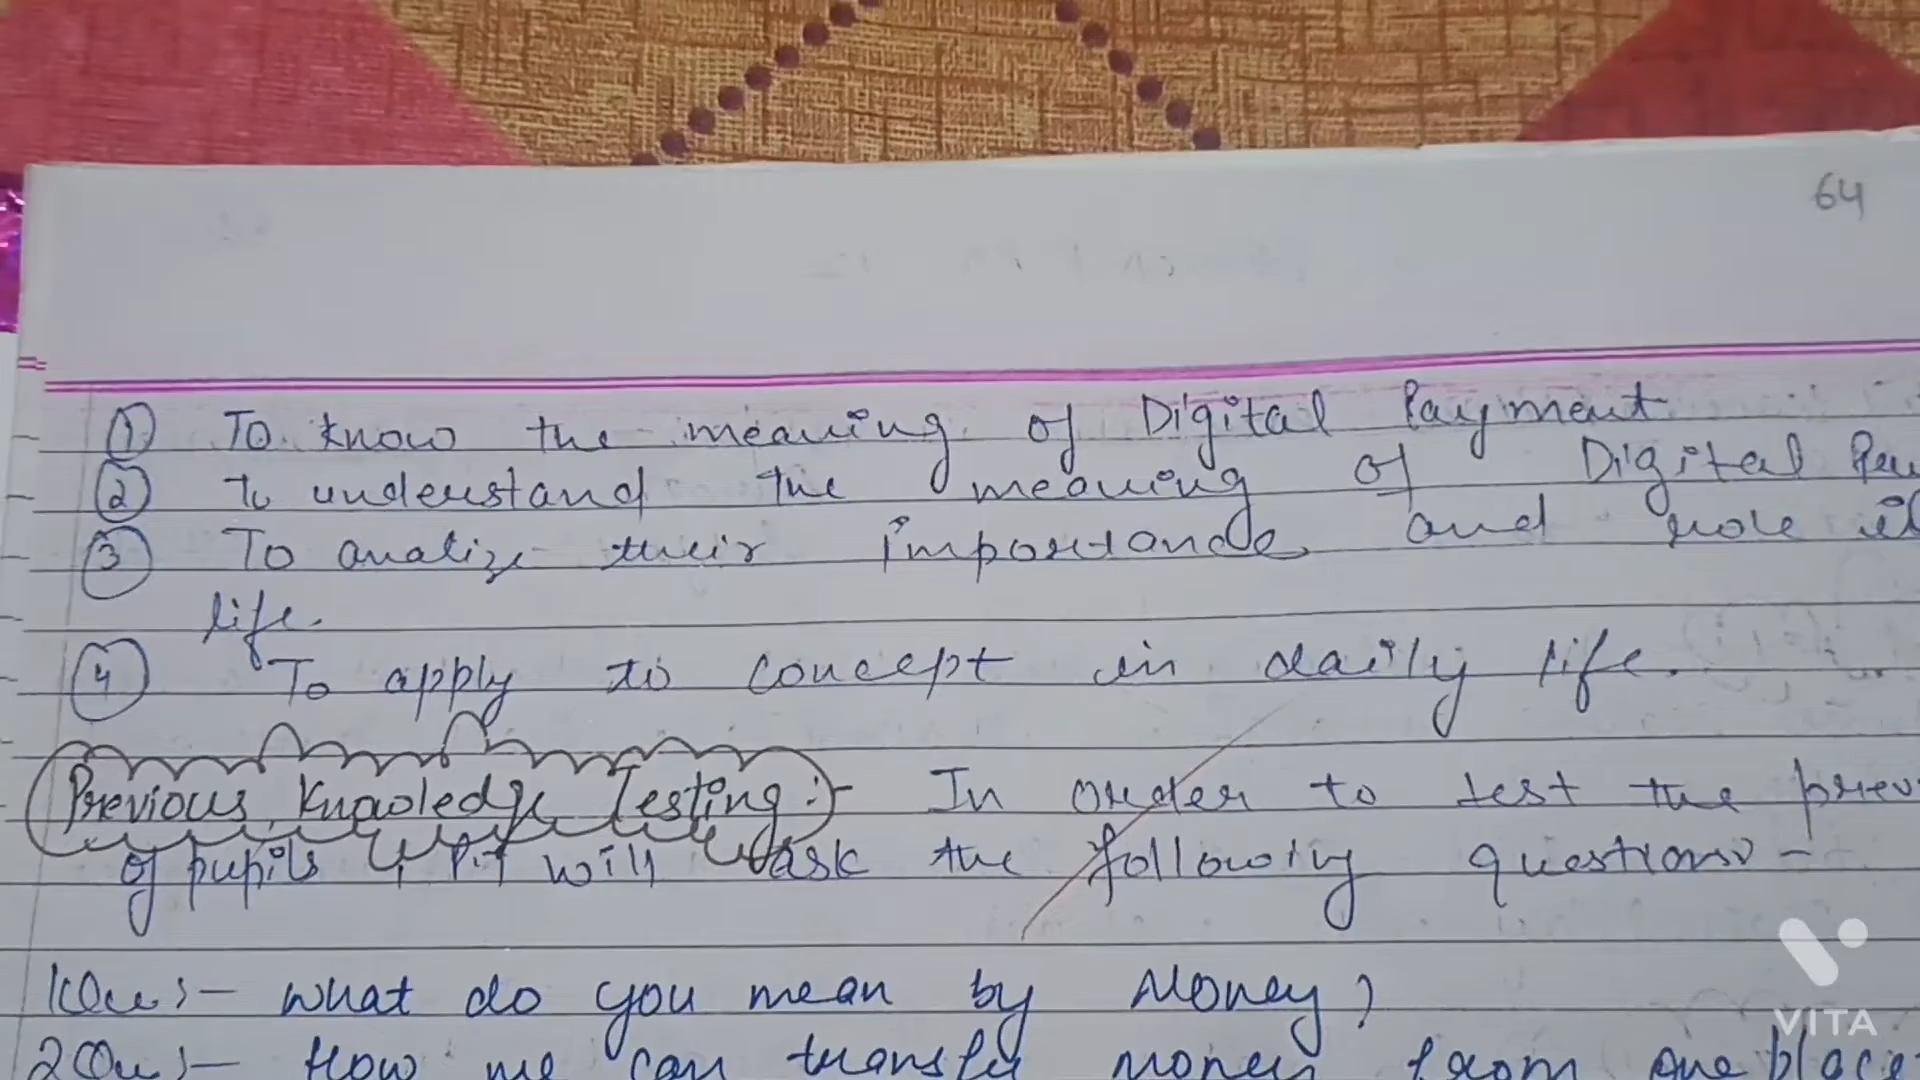 64
① To know the meaning of Digital Payment
② to understand the meaning of Digital
③ To analize their importance and role
life.
④ To apply to concept in daily life.
Previous Knowledge Testing :- In order to test the
of pupils, P.T will ask the following questions -
1Que :- What do you mean by Money?
2Que :- How we can transfer money from one place
VITA